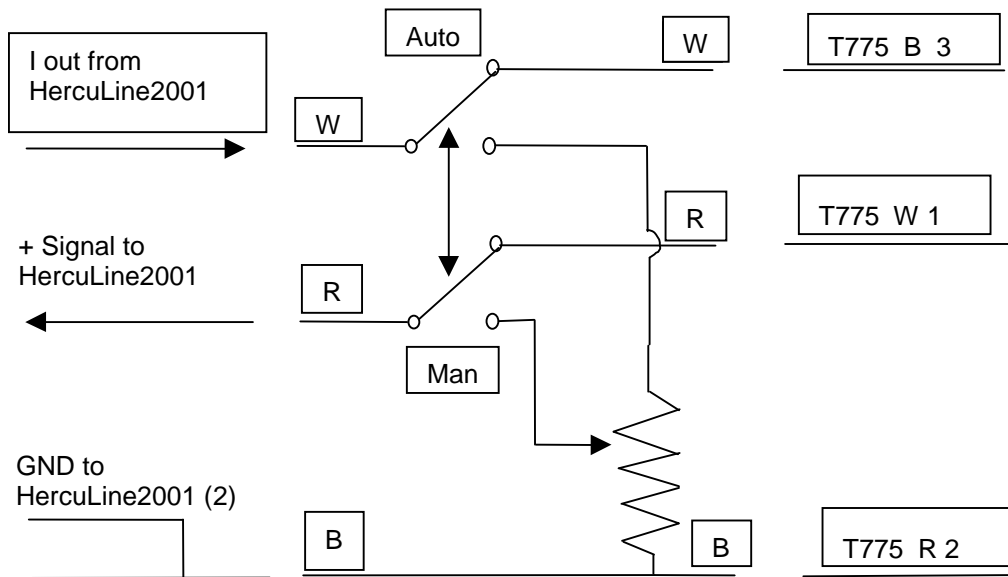 Auto
W
T775 B 3
I out from
HercuLine2001
W
R
T775 W 1
+ Signal to
HercuLine2001
R
Man
GND to
HercuLine2001 (2)
B
B
T775 R 2